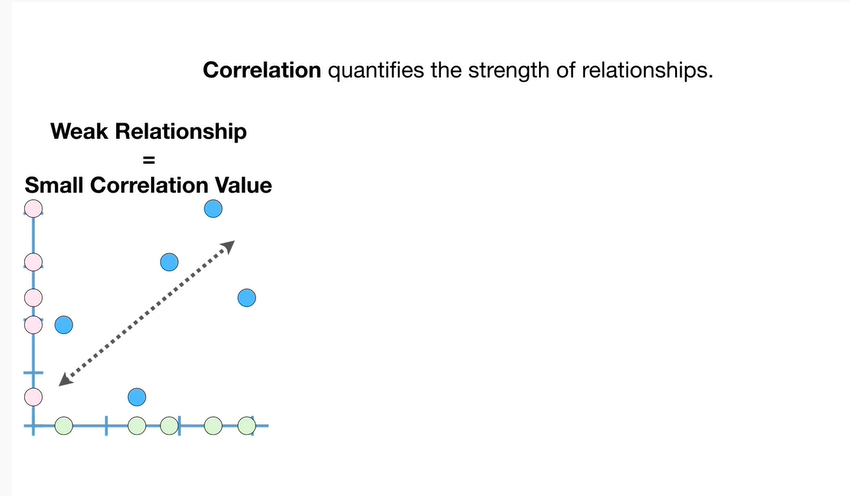 Correlation quantifies the strength of relationships.
Weak Relationship
=
Small Correlation Value